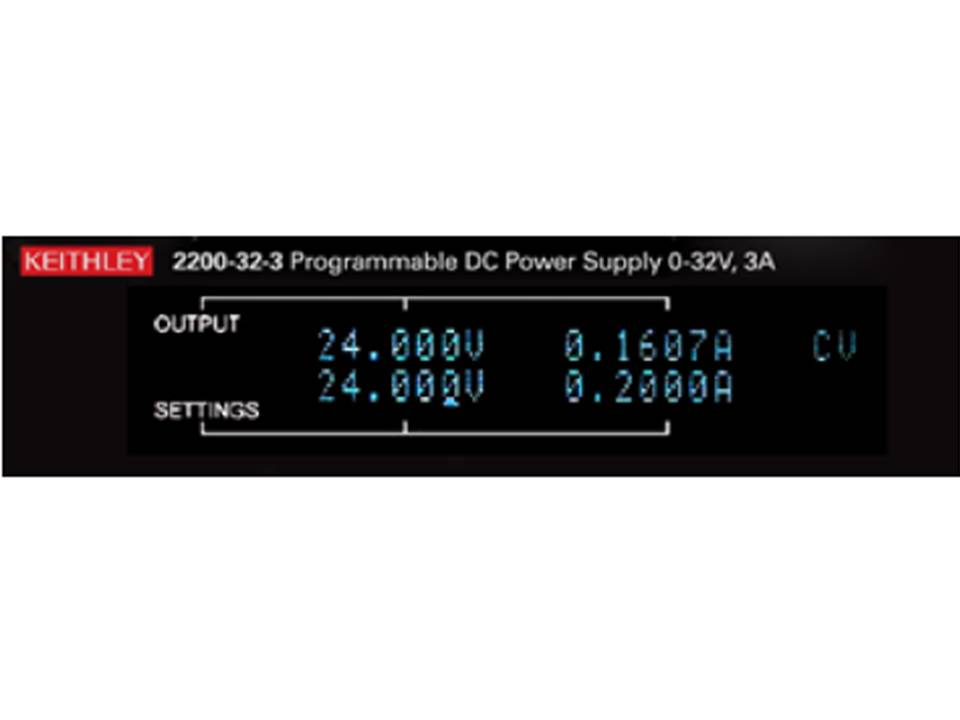 KEITHLEY 2200-32-3 Programmable DC Power Supply 0-32V, 3A
OUTPUT
24.000V 0.1607A CV
24.000V 0.2000A
SETTINGS